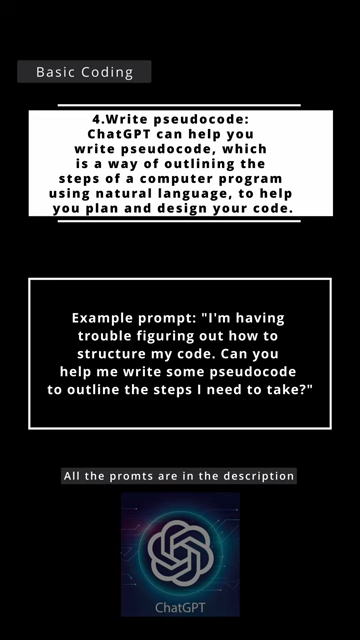 Basic Coding
4.Write pseudocode:
ChatGPT can help you
write pseudocode, which
is a way of outlining the
steps of a computer program
using natural language, to help
you plan and design your code.
Example prompt: "I'm having
trouble figuring out how to
structure my code. Can you
help me write some pseudocode
to outline the steps I need to take?"
All the promts are in the description
ChatGPT